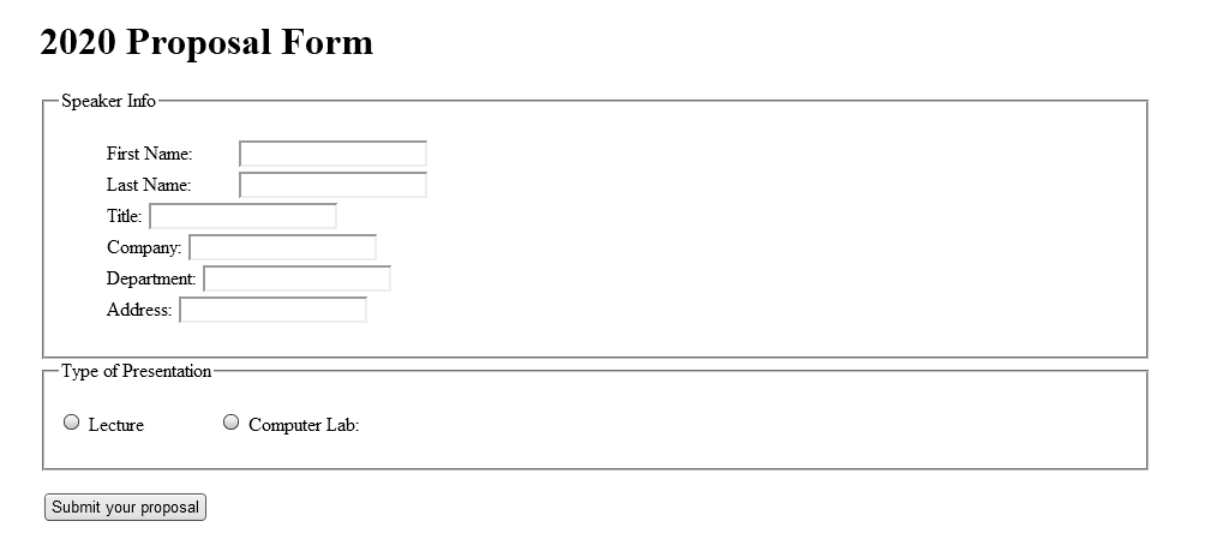 2020 Proposal Form
Speaker Info
First Name:
Last Name:
Title:
Company:
Department:
Address:
Type of Presentation
Lecture Computer Lab:
Submit your proposal